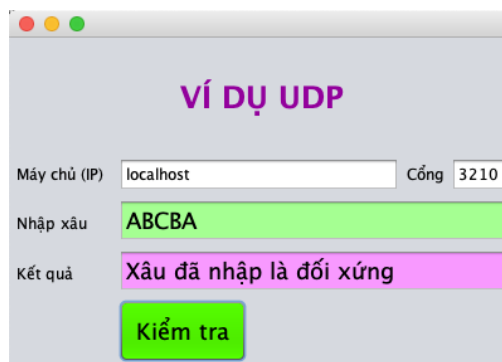 VÍ DỤ UDP
Máy chủ (IP) localhost Cổng 3210
Nhập xâu ABCBA
Kết quả Xâu đã nhập là đối xứng
Kiểm tra